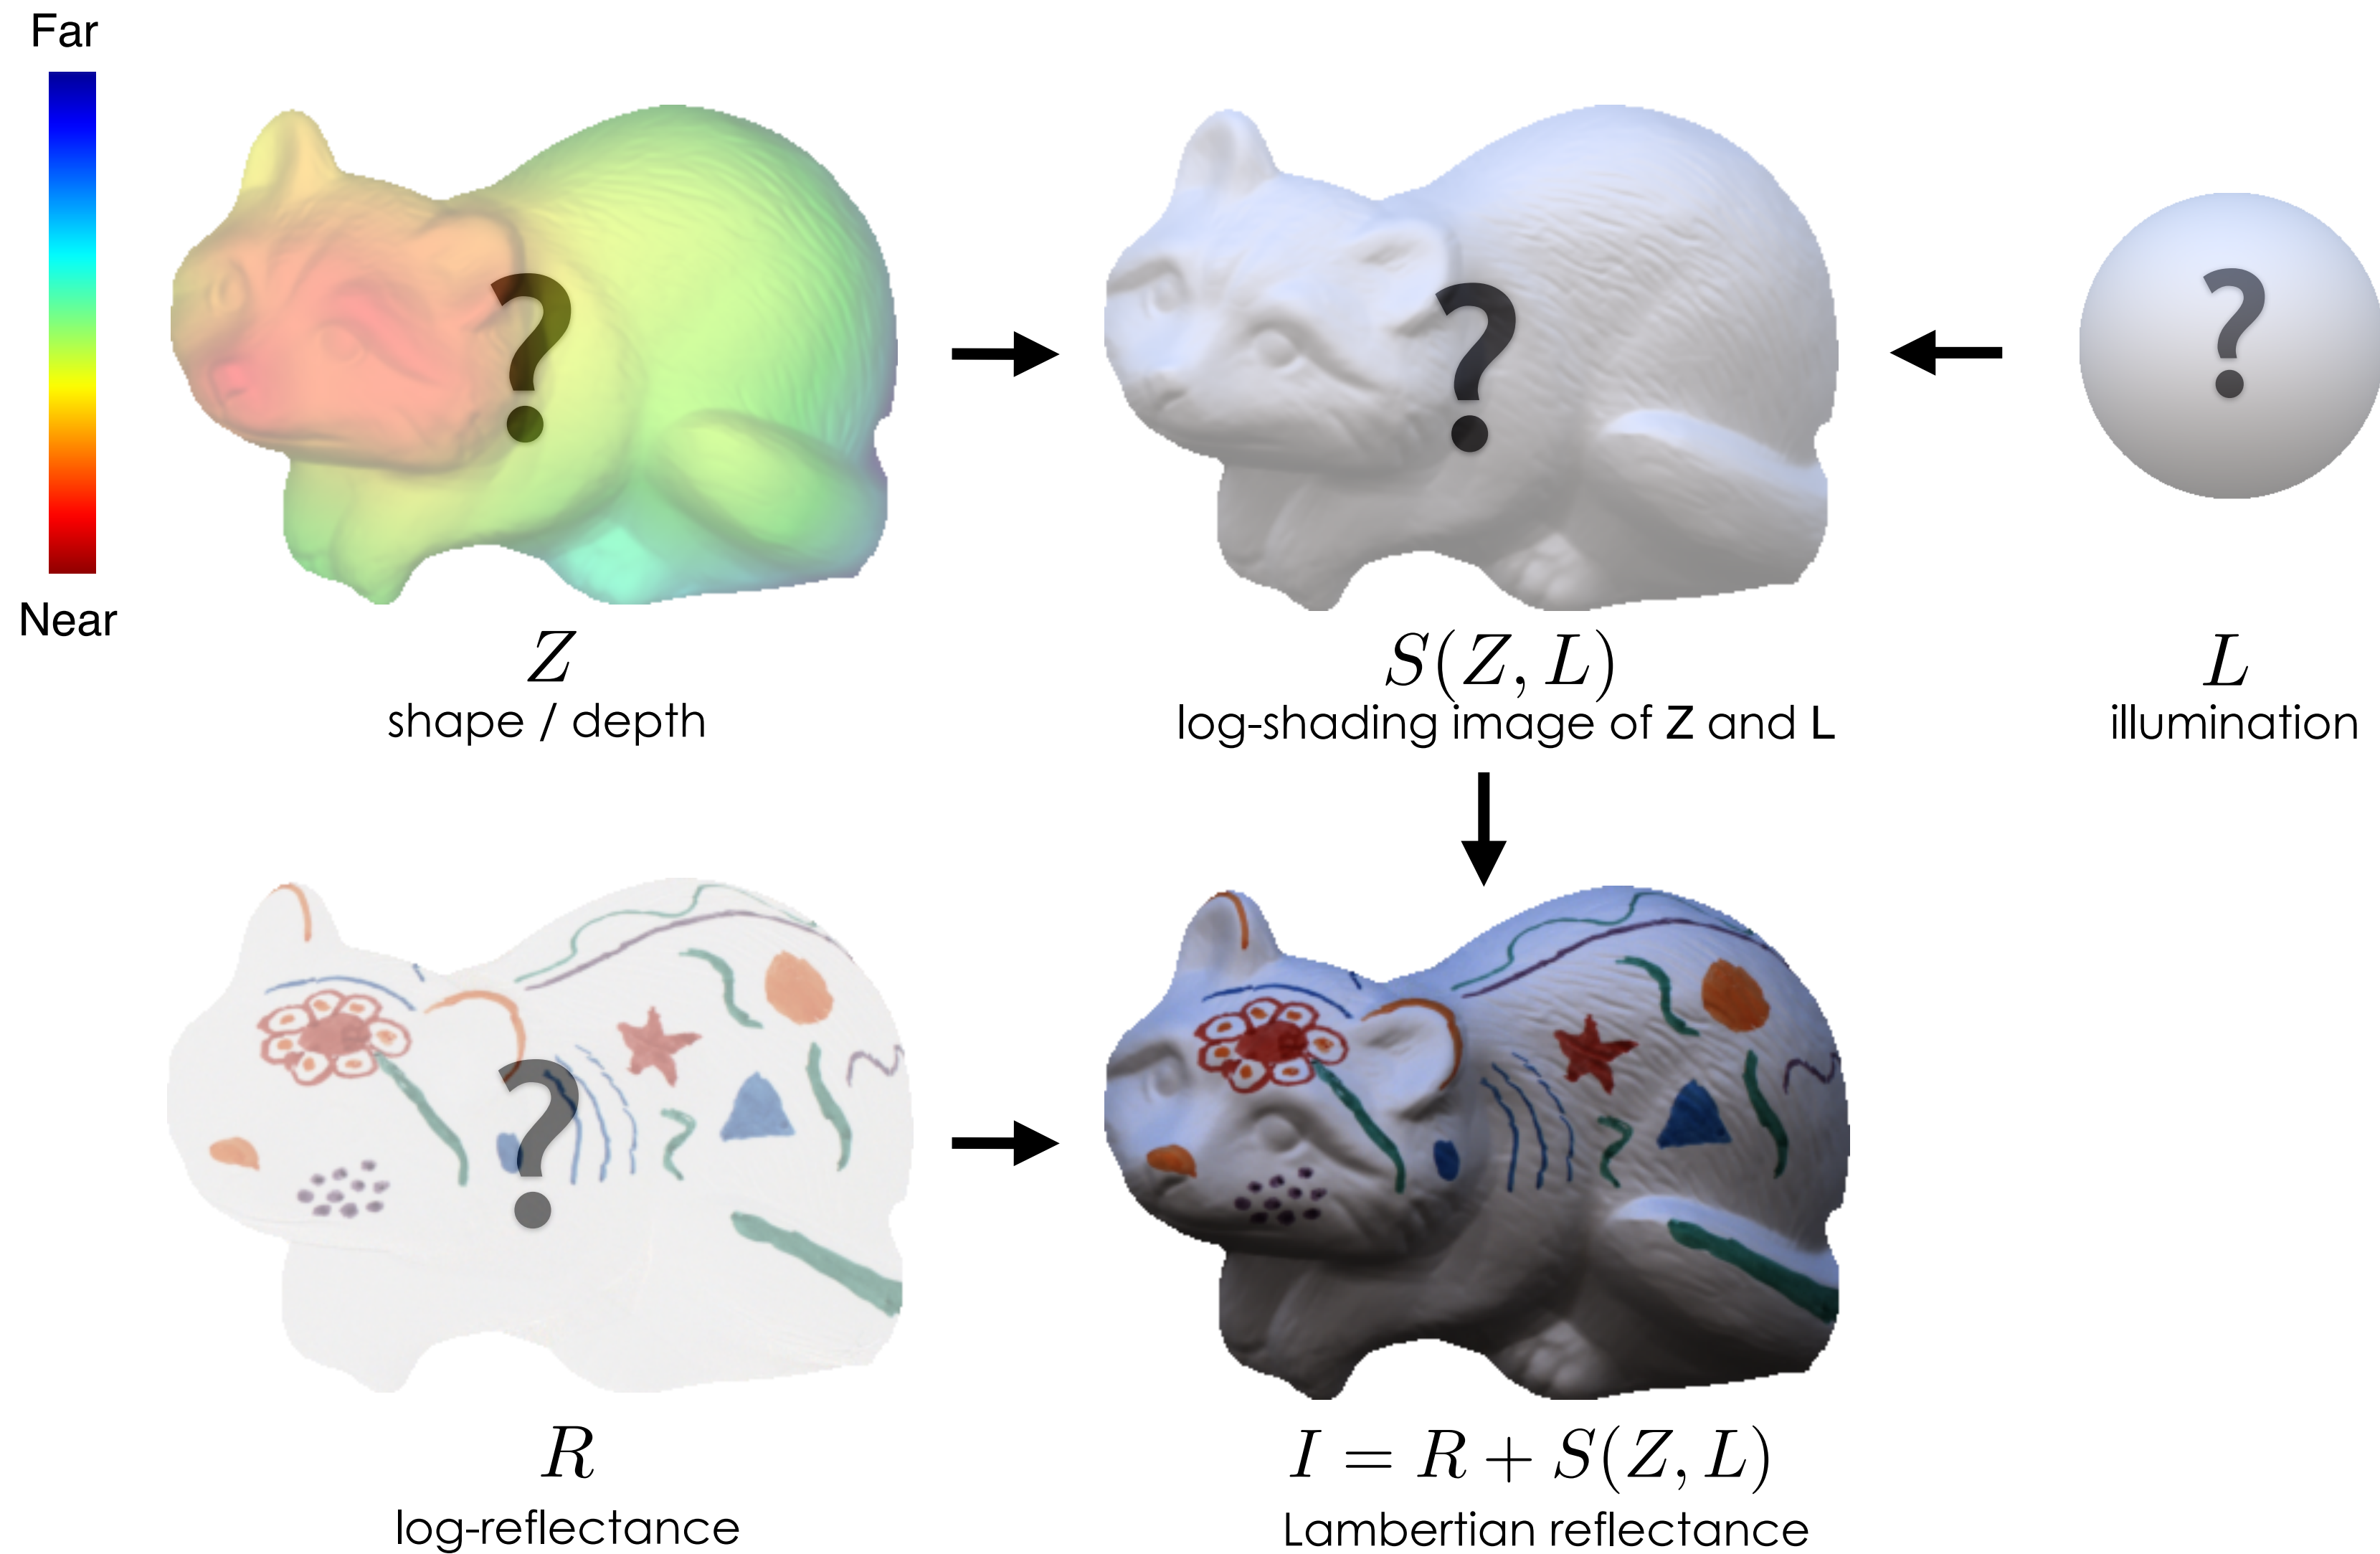 Far
Near
?
?
?
Z
shape / depth
S(Z, L)
log-shading image of Z and L
L
illumination
?
R
log-reflectance
I = R + S(Z, L)
Lambertian reflectance